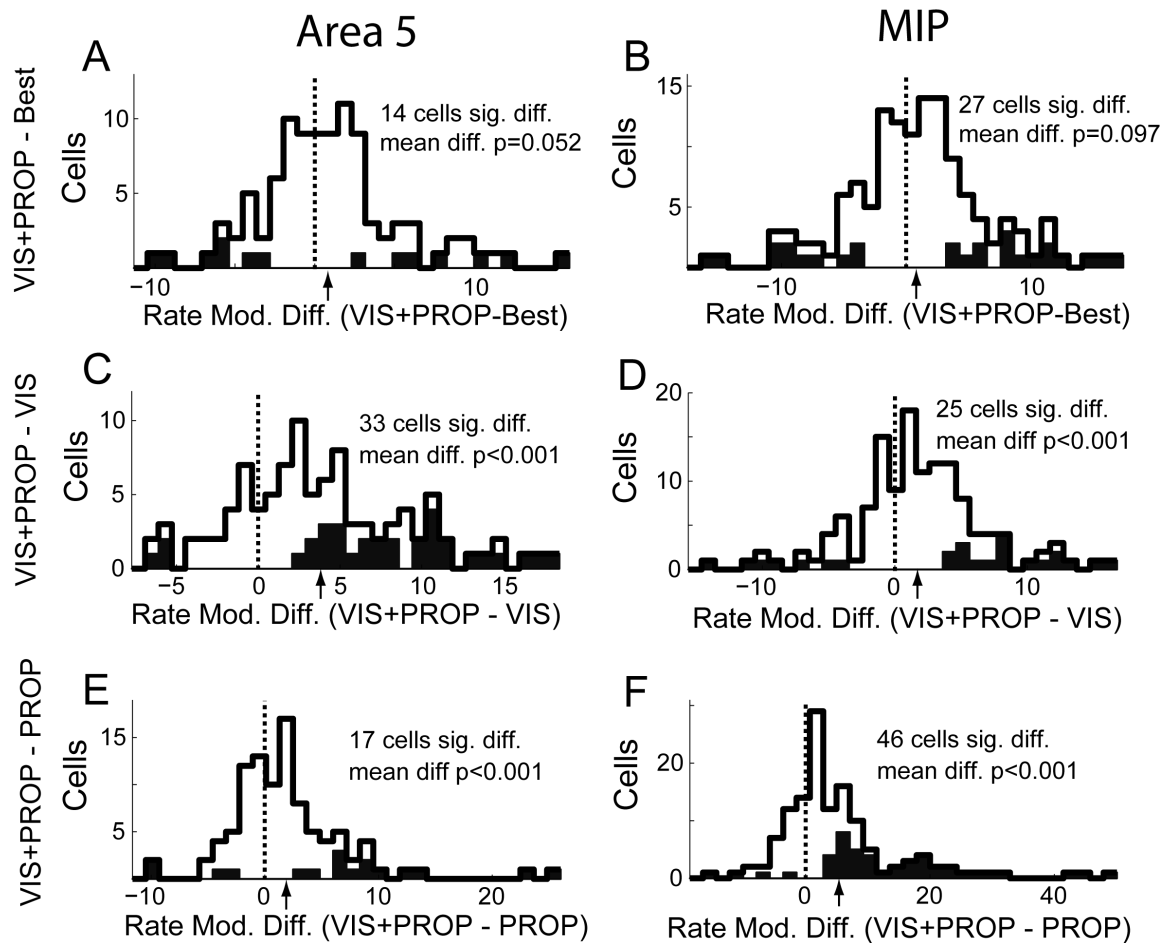 Area 5
MIP
VIS+PROP - Best
A
10
5
Cells
14 cells sig. diff.
mean diff. p=0.052
−10
10
Rate Mod. Diff. (VIS+PROP-Best)
B
15
5
Cells
27 cells sig. diff.
mean diff. p=0.097
−10
10
Rate Mod. Diff. (VIS+PROP-Best)
VIS+PROP - VIS
C
10
5
0
Cells
33 cells sig. diff.
mean diff. p<0.001
−5
0
5
10
15
Rate Mod. Diff. (VIS+PROP - VIS)
D
20
10
0
Cells
25 cells sig. diff.
mean diff p<0.001
−10
0
10
Rate Mod. Diff. (VIS+PROP - VIS)
VIS+PROP - PROP
E
15
5
Cells
17 cells sig. diff.
mean diff p<0.001
−10
0
10
20
Rate Mod. Diff. (VIS+PROP - PROP)
F
20
0
Cells
46 cells sig. diff.
mean diff. p<0.001
0
20
40
Rate Mod. Diff. (VIS+PROP - PROP)